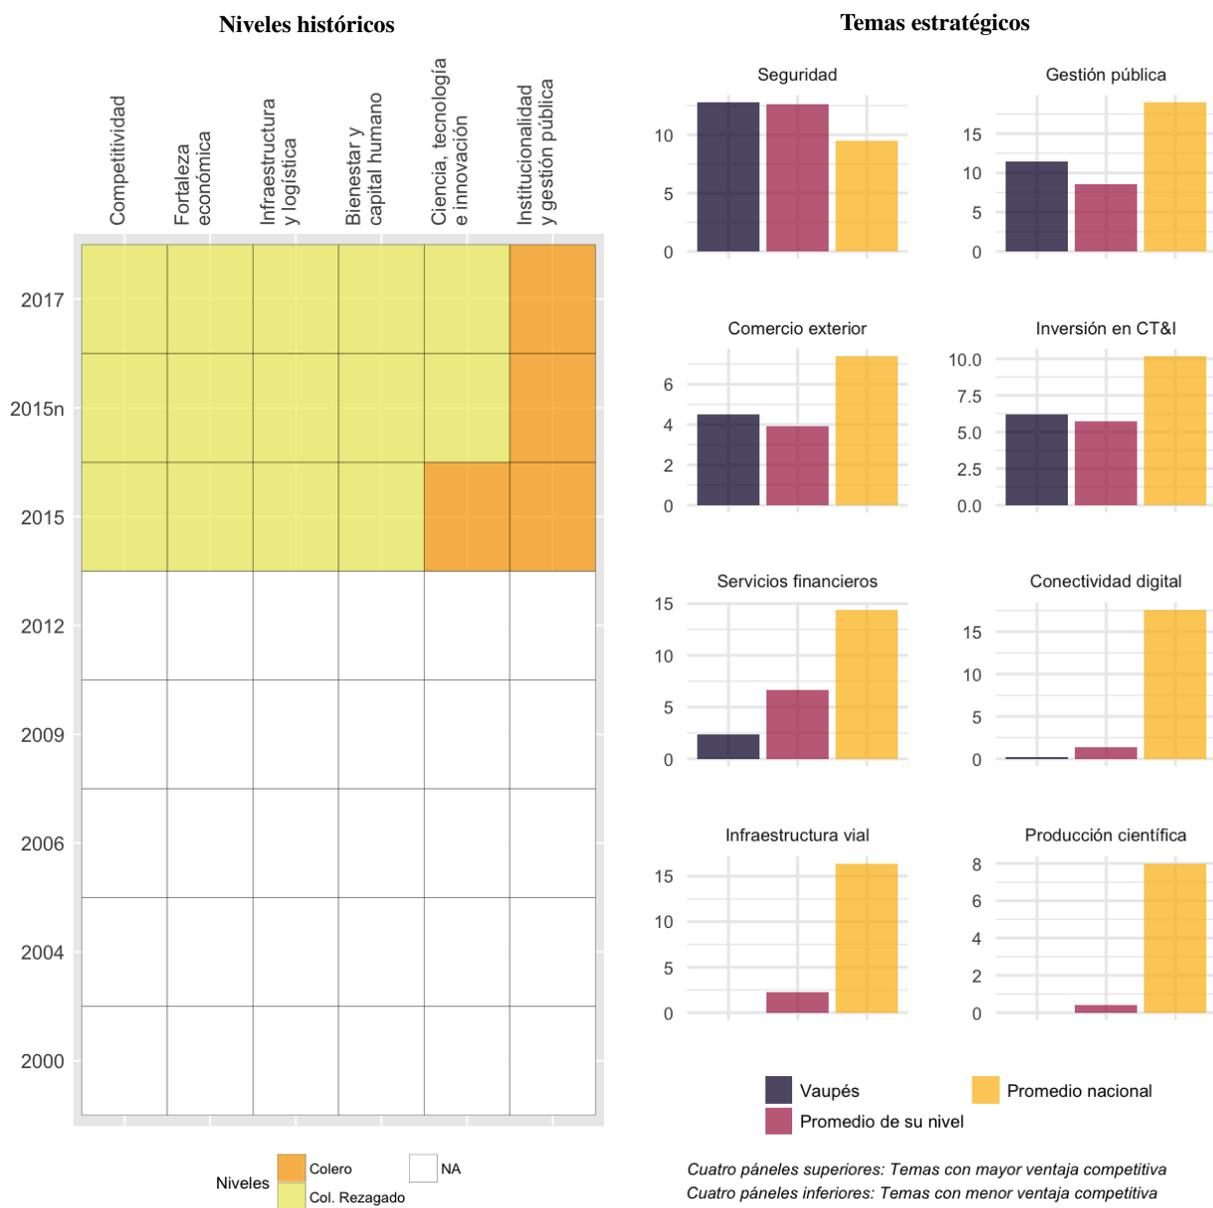 Niveles históricos
Competitividad
Fortaleza
económica
Infraestructura
y logística
Bienestar y
capital humano
Ciencia, tecnología
e innovación
Institucionalidad
y gestión pública
2017
2015n
2015
2012
2009
2006
2004
2000
Niveles
Colero
NA
Col. Rezagado
Temas estratégicos
Seguridad
10
5
0
Gestión pública
15
10
5
0
Comercio exterior
6
4
2
0
Inversión en CT&I
10.0
7.5
5.0
2.5
0.0
Servicios financieros
15
10
5
0
Conectividad digital
15
10
5
0
Infraestructura vial
15
10
5
0
Producción científica
8
6
4
2
0
Vaupés
Promedio nacional
Promedio de su nivel
Cuatro páneles superiores: Temas con mayor ventaja competitiva
Cuatro páneles inferiores: Temas con menor ventaja competitiva